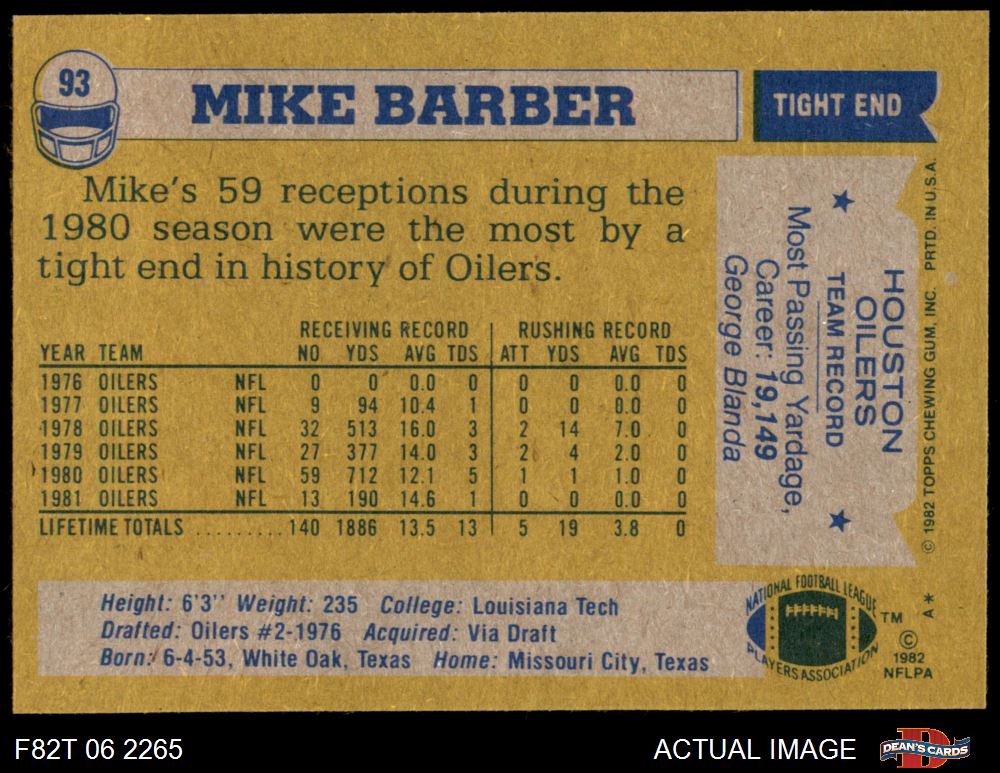 93
MIKE BARBER
TIGHT END
Mike's 59 receptions during the
1980 season were the most by a
tight end in history of Oilers.
RECEIVING RECORD RUSHING RECORD
YEAR TEAM NO YDS AVG TDS ATT YDS AVG TDS
1976 OILERS NFL 0 0 0.0 0 0 0 0.0 0
1977 OILERS NFL 9 94 10.4 1 0 0 0.0 0
1978 OILERS NFL 32 513 16.0 3 2 14 7.0 0
1979 OILERS NFL 27 377 14.0 3 2 4 2.0 0
1980 OILERS NFL 59 712 12.1 5 1 1 1.0 0
1981 OILERS NFL 13 190 14.6 1 0 0 0.0 0
LIFETIME TOTALS .......... 140 1886 13.5 13 5 19 3.8 0
HOUSTON
OILERS
TEAM RECORD
Most Passing Yardage,
Career: 19,149
George Blanda
© 1982 TOPPS CHEWING GUM, INC. PRTD. IN U.S.A.
Height: 6'3" Weight: 235 College: Louisiana Tech
Drafted: Oilers #2-1976 Acquired: Via Draft
Born: 6-4-53, White Oak, Texas Home: Missouri City, Texas
NATIONAL FOOTBALL LEAGUE
PLAYERS ASSOCIATION
TM
A*
©
1982
NFLPA
F82T 06 2265
ACTUAL IMAGE
DEAN'S CARDS